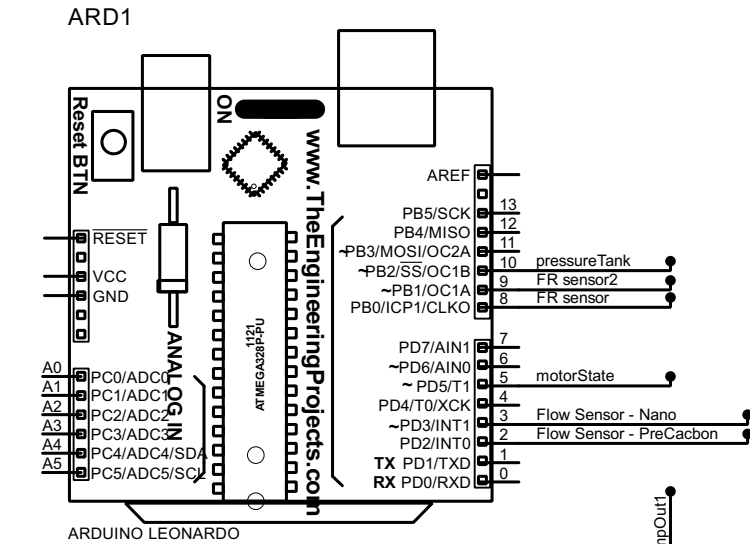 ARD1
Reset BTN
ON
www.TheEngineeringProjects.com
RESET
VCC
GND
ANALOG IN
1121
ATMEGA328P-PU
A0 PC0/ADC0
A1 PC1/ADC1
A2 PC2/ADC2
A3 PC3/ADC3
A4 PC4/ADC4/SDA
A5 PC5/ADC5/SCL
AREF
PB5/SCK 13
PB4/MISO 12
~PB3/MOSI/OC2A 11
~PB2/SS/OC1B 10 pressureTank
~PB1/OC1A 9 FR sensor2
PB0/ICP1/CLKO 8 FR sensor
PD7/AIN1 7
~PD6/AIN0 6
~ PD5/T1 5 motorState
PD4/T0/XCK 4
~PD3/INT1 3 Flow Sensor - Nano
PD2/INT0 2 Flow Sensor - PreCacbon
TX PD1/TXD 1
RX PD0/RXD 0
ARDUINO LEONARDO